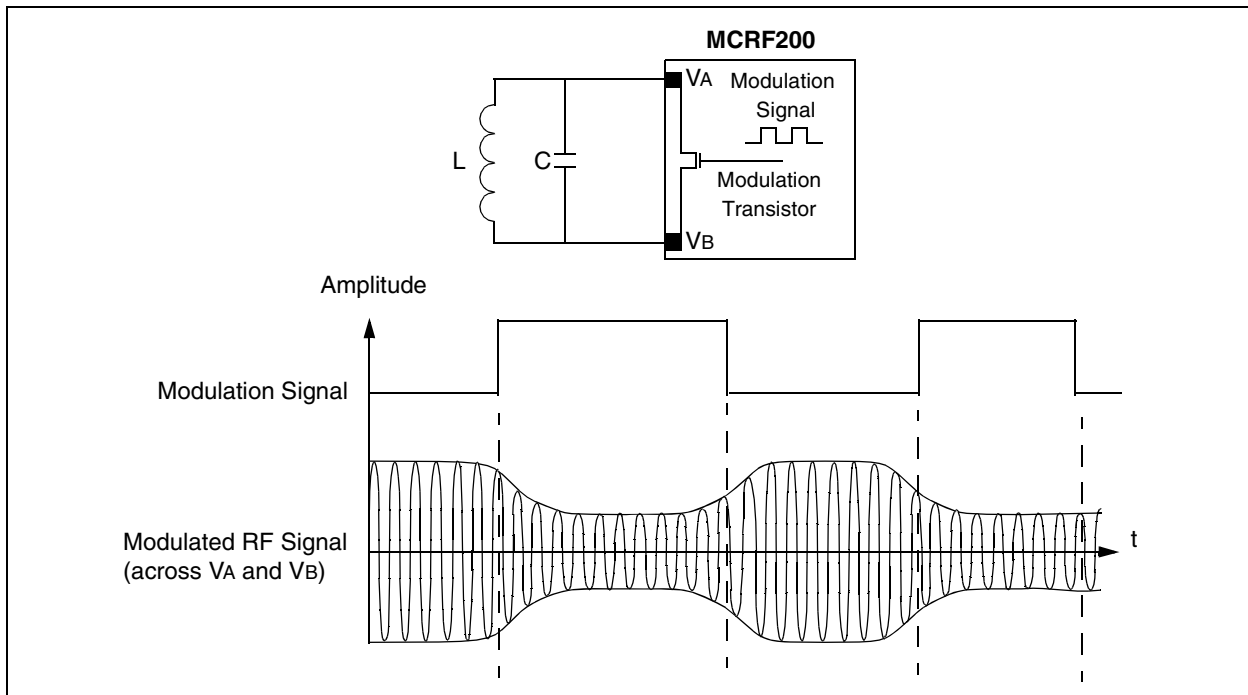 MCRF200
VA
Modulation
Signal
L
C
Modulation
Transistor
VB
Amplitude
Modulation Signal
Modulated RF Signal
(across VA and VB)
t